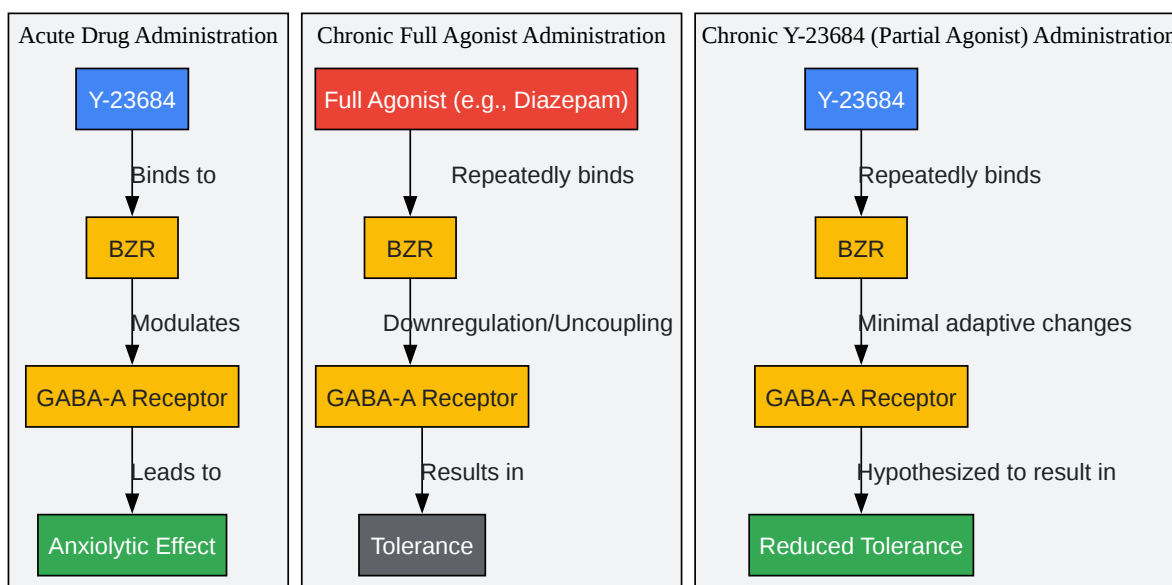 Acute Drug Administration
Y-23684
Binds to
BZR
Modulates
GABA-A Receptor
Leads to
Anxiolytic Effect
Chronic Full Agonist Administration
Full Agonist (e.g., Diazepam)
Repeatedly binds
BZR
Downregulation/Uncoupling
GABA-A Receptor
Results in
Tolerance
Chronic Y-23684 (Partial Agonist) Administration
Y-23684
Repeatedly binds
BZR
Minimal adaptive changes
GABA-A Receptor
Hypothesized to result in
Reduced Tolerance